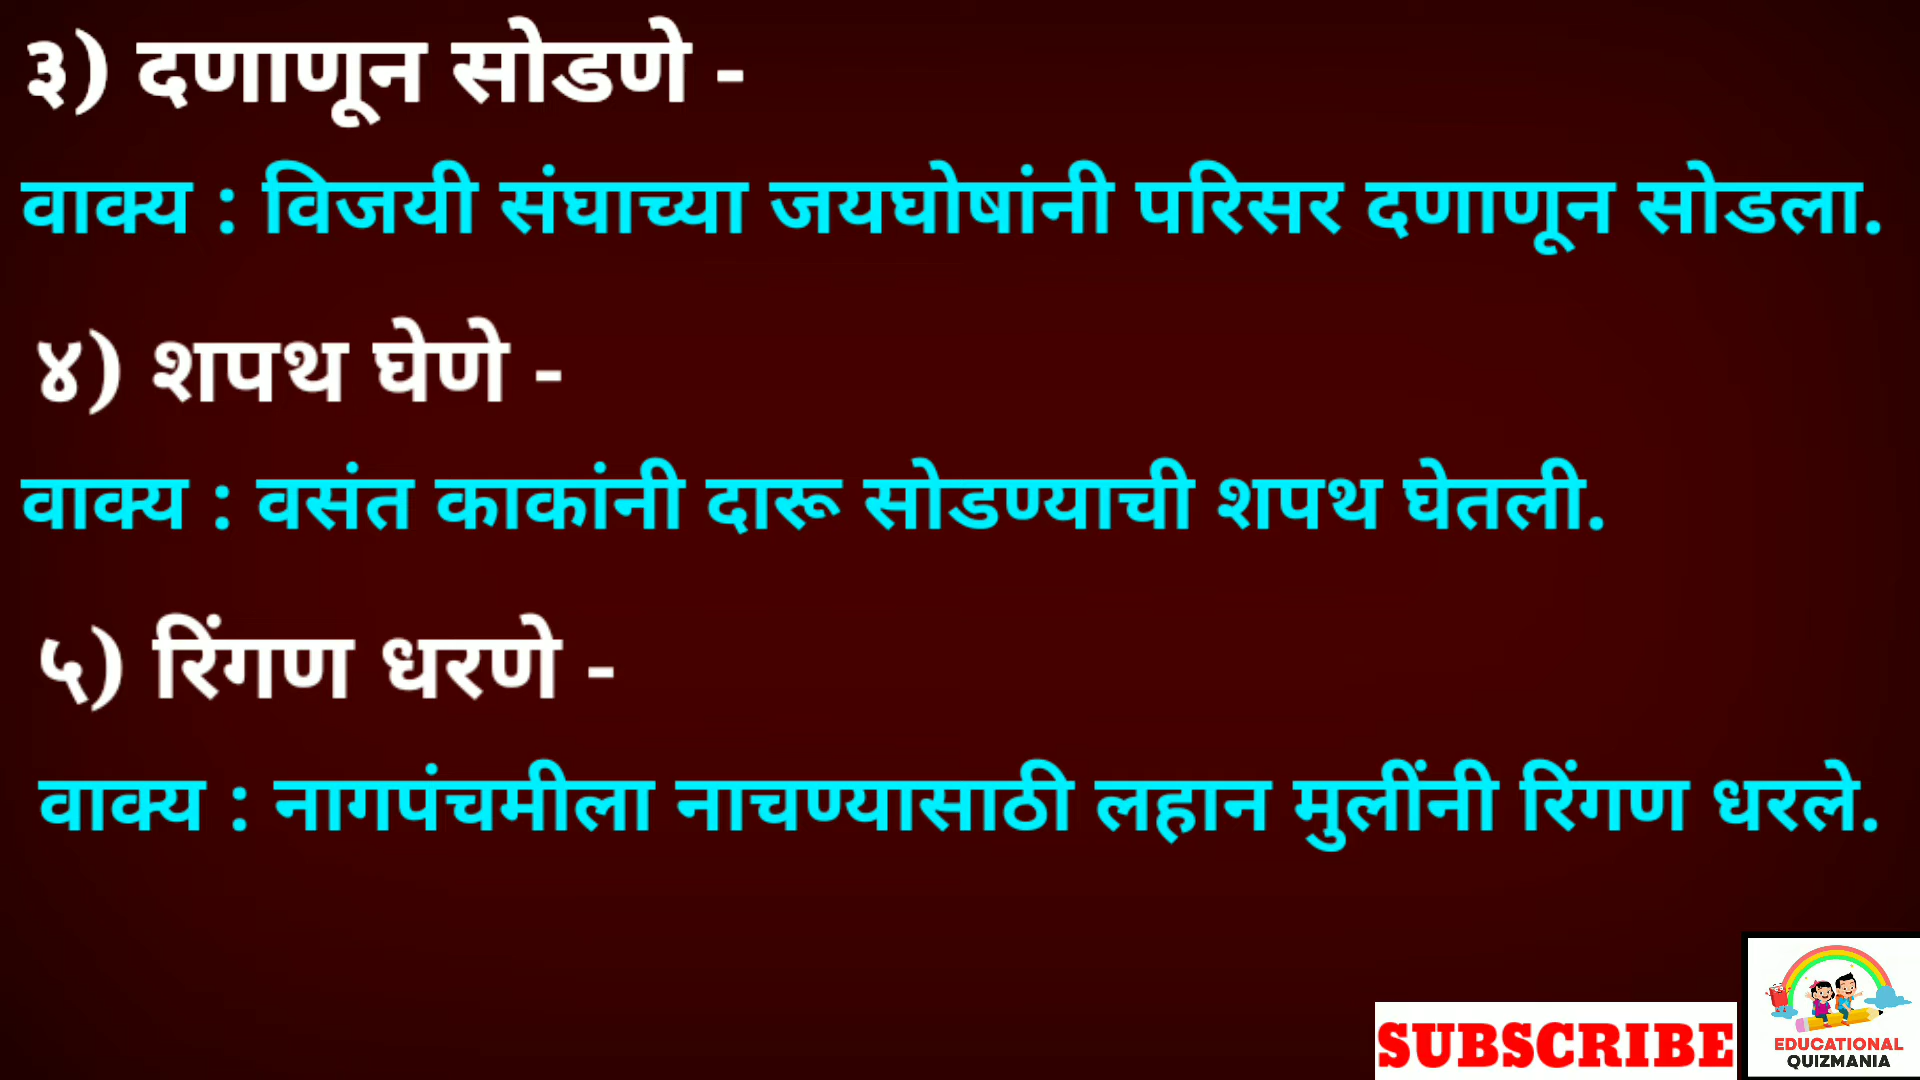 ३) दणाणून सोडणे -
वाक्य : विजयी संघाच्या जयघोषांनी परिसर दणाणून सोडला.
४) शपथ घेणे -
वाक्य : वसंत काकांनी दारू सोडण्याची शपथ घेतली.
५) रिंगण धरणे -
वाक्य : नागपंचमीला नाचण्यासाठी लहान मुलींनी रिंगण धरले.
SUBSCRIBE
EDUCATIONAL
QUIZMANIA